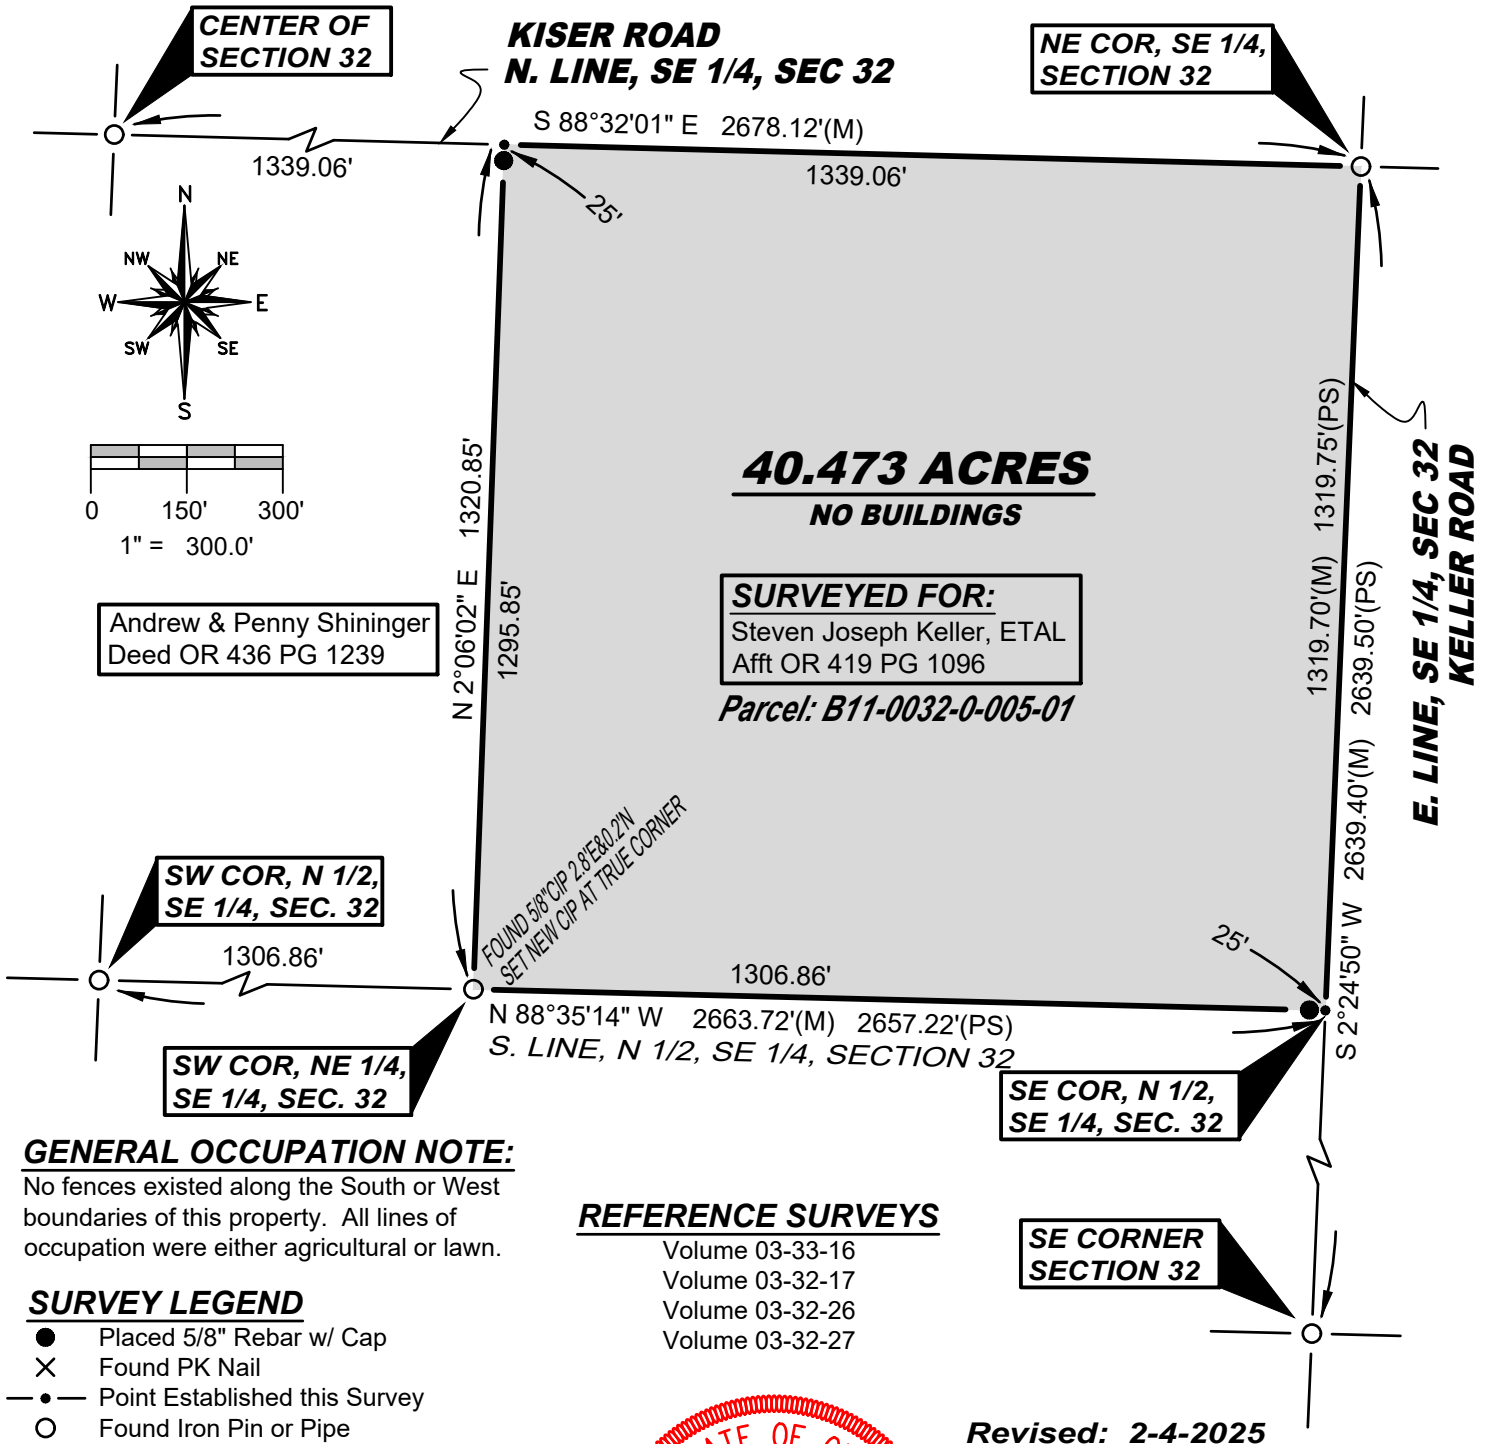 CENTER OF
SECTION 32
KISER ROAD
N. LINE, SE 1/4, SEC 32
NE COR, SE 1/4,
SECTION 32
S 88°32'01" E 2678.12'(M)
1339.06'
1339.06'
25'
N
NW NE
W E
SW SE
S
0 150' 300'
1" = 300.0'
Andrew & Penny Shininger
Deed OR 436 PG 1239
N 2°06'02" E 1320.85'
1295.85'
40.473 ACRES
NO BUILDINGS
SURVEYED FOR:
Steven Joseph Keller, ETAL
Afft OR 419 PG 1096
Parcel: B11-0032-0-005-01
1319.70'(M) 1319.75'(PS)
S 2°24'50" W 2639.40'(M) 2639.50'(PS)
E. LINE, SE 1/4, SEC 32
KELLER ROAD
FOUND 5/8"CIP 2.8'E&0.2'N
SET NEW CIP AT TRUE CORNER
SW COR, N 1/2,
SE 1/4, SEC. 32
1306.86'
1306.86'
25'
N 88°35'14" W 2663.72'(M) 2657.22'(PS)
S. LINE, N 1/2, SE 1/4, SECTION 32
SW COR, NE 1/4,
SE 1/4, SEC. 32
SE COR, N 1/2,
SE 1/4, SEC. 32
GENERAL OCCUPATION NOTE:
No fences existed along the South or West
boundaries of this property. All lines of
occupation were either agricultural or lawn.
REFERENCE SURVEYS
Volume 03-33-16
Volume 03-32-17
Volume 03-32-26
Volume 03-32-27
SE CORNER
SECTION 32
SURVEY LEGEND
Placed 5/8" Rebar w/ Cap
Found PK Nail
Point Established this Survey
Found Iron Pin or Pipe
OF
Revised: 2-4-2025